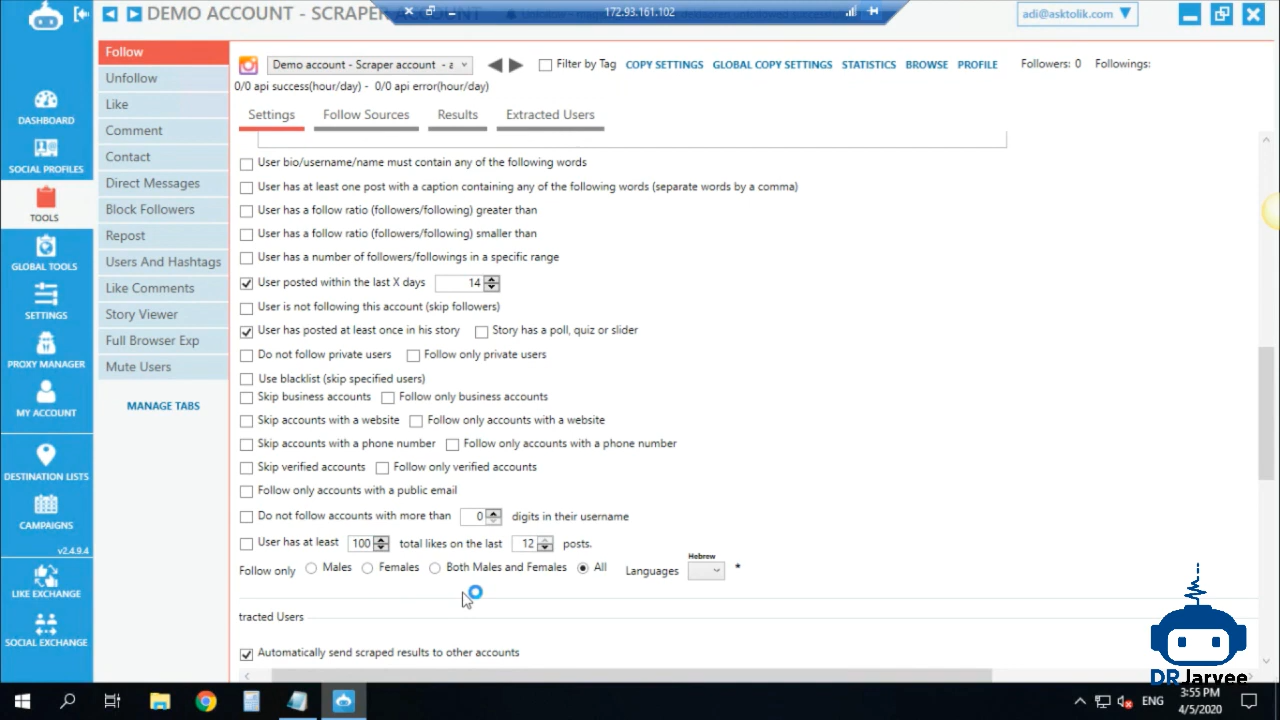 DEMO ACCOUNT - SCRAPER ACCOUNT
172.93.161.102
adi@asktolik.com
Follow
Unfollow
Like
Comment
Contact
Direct Messages
Block Followers
Repost
Users And Hashtags
Like Comments
Story Viewer
Full Browser Exp
Mute Users
MANAGE TABS
DASHBOARD
SOCIAL PROFILES
TOOLS
GLOBAL TOOLS
SETTINGS
PROXY MANAGER
MY ACCOUNT
DESTINATION LISTS
CAMPAIGNS
v2.4.9.4
LIKE EXCHANGE
SOCIAL EXCHANGE
Demo account - Scraper account - a
Filter by Tag
COPY SETTINGS
GLOBAL COPY SETTINGS
STATISTICS
BROWSE
PROFILE
Followers: 0
Followings:
0/0 api success(hour/day) - 0/0 api error(hour/day)
Settings
Follow Sources
Results
Extracted Users
User bio/username/name must contain any of the following words
User has at least one post with a caption containing any of the following words (separate words by a comma)
User has a follow ratio (followers/following) greater than
User has a follow ratio (followers/following) smaller than
User has a number of followers/followings in a specific range
User posted within the last X days 14
User is not following this account (skip followers)
User has posted at least once in his story Story has a poll, quiz or slider
Do not follow private users Follow only private users
Use blacklist (skip specified users)
Skip business accounts Follow only business accounts
Skip accounts with a website Follow only accounts with a website
Skip accounts with a phone number Follow only accounts with a phone number
Skip verified accounts Follow only verified accounts
Follow only accounts with a public email
Do not follow accounts with more than 0 digits in their username
User has at least 100 total likes on the last 12 posts.
Hebrew
Follow only Males Females Both Males and Females All Languages *
tracted Users
Automatically send scraped results to other accounts
DR Jarvee
ENG
3:55 PM
4/5/2020